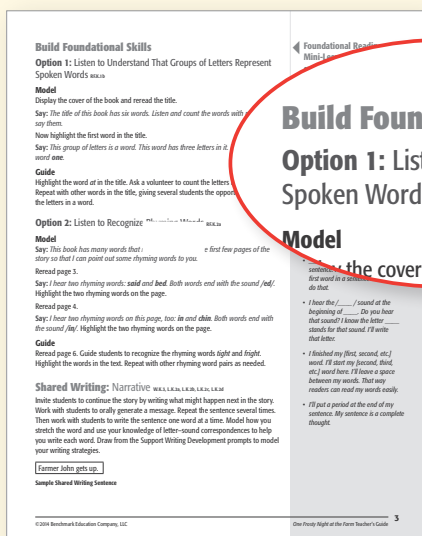 Build Foundational Skills
Option 1: Listen to Understand That Groups of Letters Represent
Spoken Words RF.K.1b
Model
Display the cover of the book and reread the title.
Say: The title of this book has six words. Listen and count the words with
say them.
Now highlight the first word in the title.
Say: This group of letters is a word. This word has three letters in it.
word one.
Guide
Highlight the word at in the title. Ask a volunteer to count the letters
Repeat with other words in the title, giving several students the
the letters in a word.
Option 2: Listen to Recognize Rhyming Words RF.K.2a
Model
Say: This book has many words that
e first few pages of the
story so that I can point out some rhyming words to you.
Reread page 3.
Say: I hear two rhyming words: said and bed. Both words end with the sound /ed/.
Highlight the two rhyming words on the page.
Reread page 4.
Say: I hear two rhyming words on this page, too: in and chin. Both words end with
the sound /in/. Highlight the two rhyming words on the page.
Guide
Reread page 6. Guide students to recognize the rhyming words tight and fright.
Highlight the words in the text. Repeat with other rhyming word pairs as needed.
Shared Writing: Narrative
Invite students to continue the story by writing what might happen next in the story.
Work with students to orally generate a message. Repeat the sentence several times.
Then work with students to write the sentence one word at a time. Model how you
stretch the word and use your knowledge of letter–sound correspondences to help
you write each word. Draw from the Support Writing Development prompts to model
your writing strategies.
Farmer John gets up.
Sample Shared Writing Sentence
Foundational
Mini-
Build Foun
Option 1: List
Spoken Word
Model
the cover
sentence.
first word in a
do that.
• I hear the /____/ sound at the
beginning of ____. Do you hear
that sound? I know the letter ____
stands for that sound. I'll write
that letter.
• I finished my [first, second, etc.]
word. I'll start my [second, third,
etc.] word here. I'll leave a space
between my words. That way
readers can read my words easily.
• I'll put a period at the end of my
sentence. My sentence is a complete
thought.
©2014 Benchmark Education Company, LLC
One Frosty Night at the Farm Teacher's Guide 3